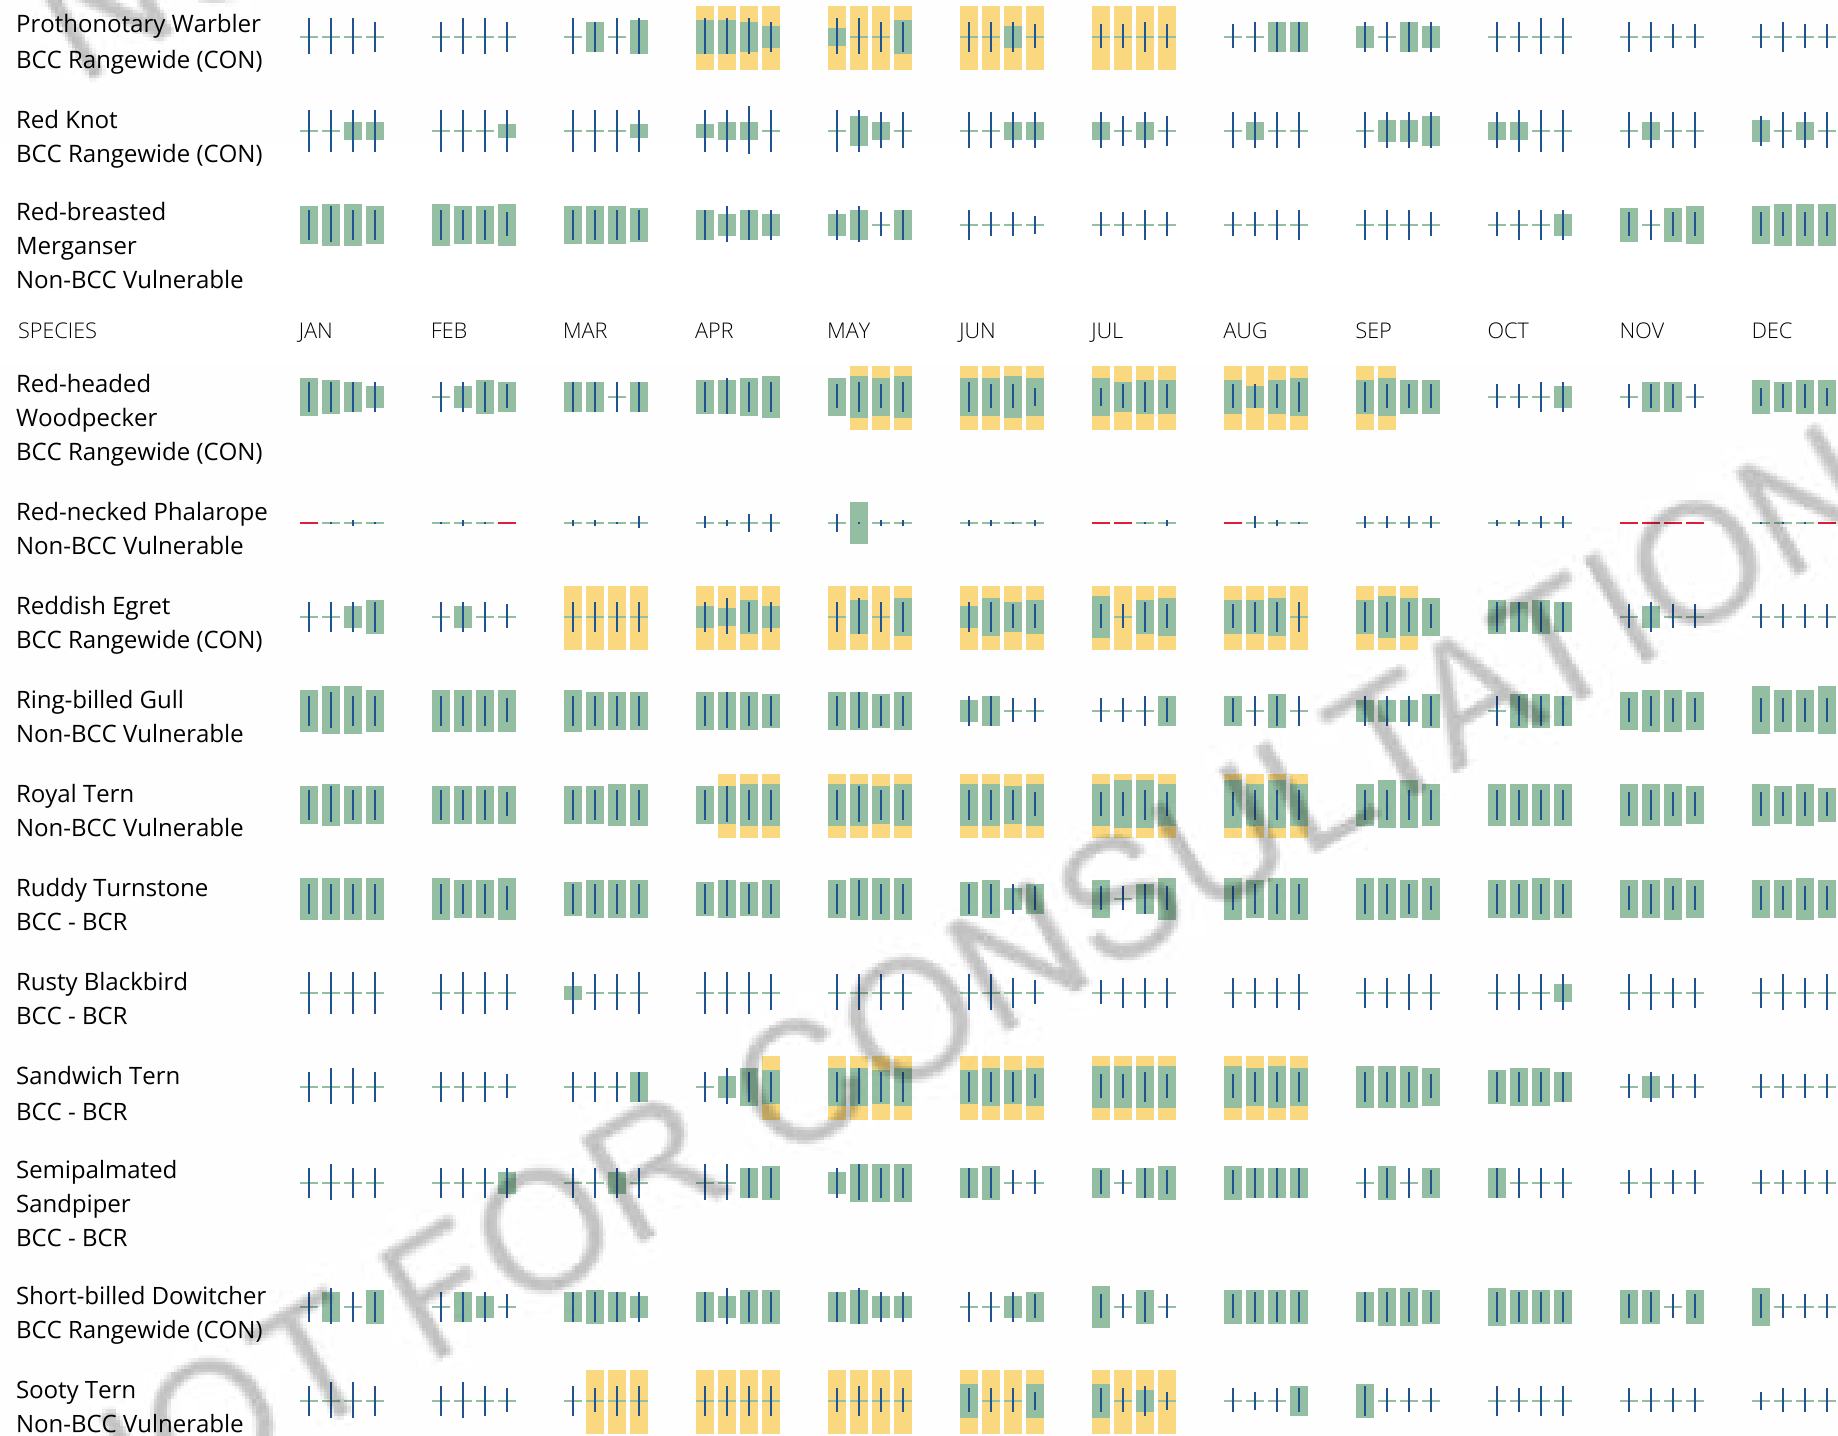 Prothonotary Warbler
BCC Rangewide (CON)
Red Knot
BCC Rangewide (CON)
Red-breasted
Merganser
Non-BCC Vulnerable
SPECIES JAN FEB MAR APR MAY JUN JUL AUG SEP OCT NOV DEC
Red-headed
Woodpecker
BCC Rangewide (CON)
Red-necked Phalarope
Non-BCC Vulnerable
Reddish Egret
BCC Rangewide (CON)
Ring-billed Gull
Non-BCC Vulnerable
Royal Tern
Non-BCC Vulnerable
Ruddy Turnstone
BCC - BCR
Rusty Blackbird
BCC - BCR
Sandwich Tern
BCC - BCR
Semipalmated
Sandpiper
BCC - BCR
Short-billed Dowitcher
BCC Rangewide (CON)
Sooty Tern
Non-BCC Vulnerable
OT FOR CONSULTATION